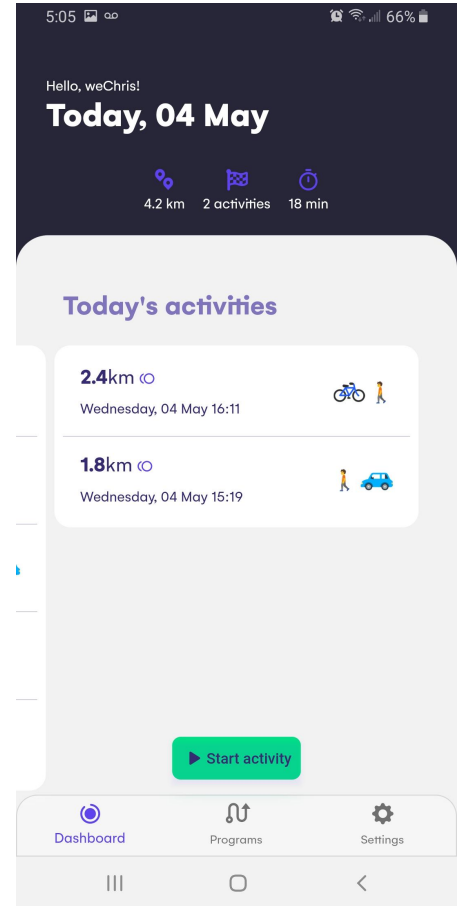 5:05 66%
Hello, weChris!
Today, 04 May
4.2 km 2 activities 18 min
Today's activities
2.4km
Wednesday, 04 May 16:11
1.8km
Wednesday, 04 May 15:19
Start activity
Dashboard Programs Settings